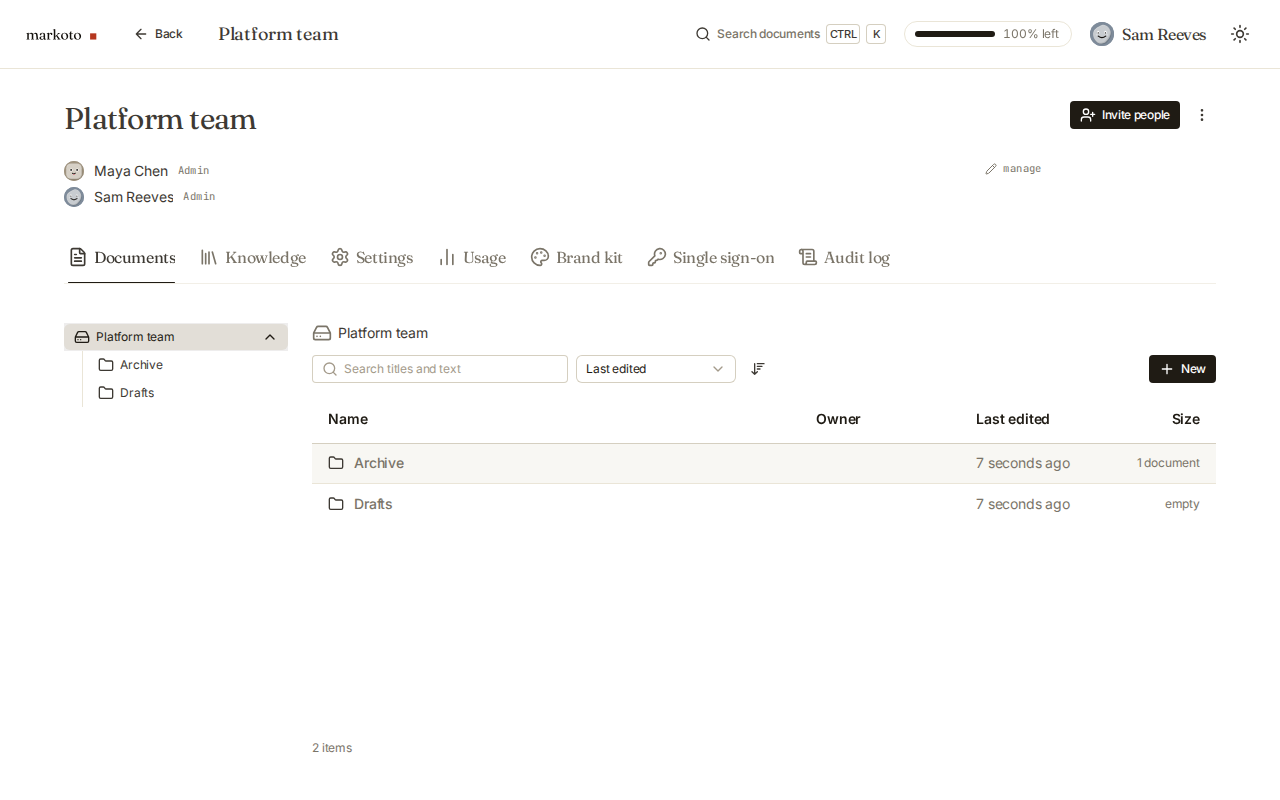 markoto
Back
Platform team
Search documents CTRL K
100% left
Sam Reeves
Platform team
Invite people
Maya Chen Admin
manage
Sam Reeves Admin
Documents
Knowledge
Settings
Usage
Brand kit
Single sign-on
Audit log
Platform team
Archive
Drafts
Platform team
Search titles and text
Last edited
New
Name Owner Last edited Size
Archive 7 seconds ago 1 document
Drafts 7 seconds ago empty
2 items